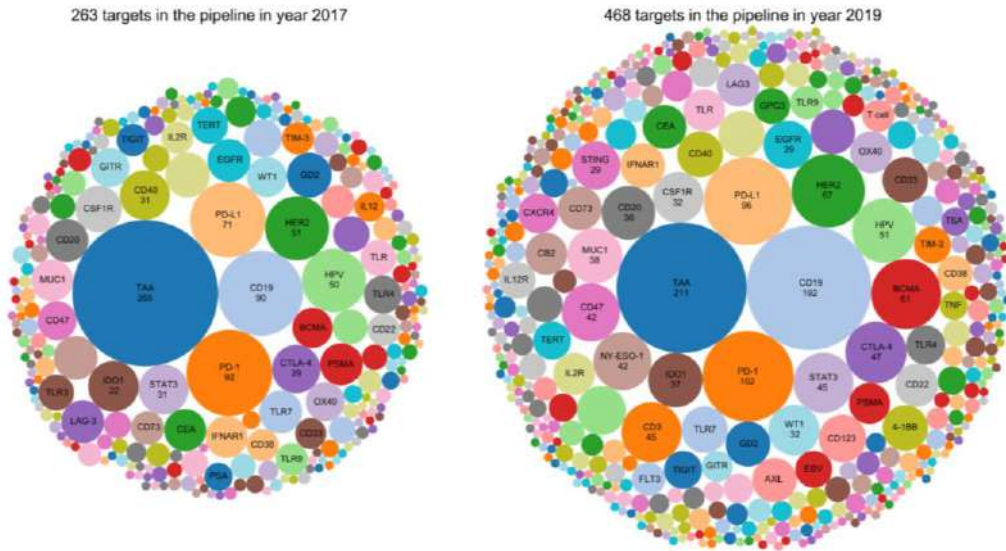 263 targets in the pipeline in year 2017
TERT
IL2R
TIGIT
TIM-3
EGFR
GITR
WT1
GD2
CD40
31
CSF1R
PD-L1
71
IL12
HER2
51
CD20
TLR
MUC1
TAA
CD19
90
HPV
50
TLR4
CD47
BCMA
CD22
CTLA-4
39
PSMA
PD-1
92
IDO1
32
STAT3
31
TLR3
OX40
TLR7
LAG-3
CD73
CEA
IFNAR1
CD38
CD33
TLR9
PSA
468 targets in the pipeline in year 2019
LAG3
TLR
GPC3
TLR9
T cell
CEA
EGFR
39
OX40
STING
29
IFNAR1
CD40
CD33
CSF1R
32
PD-L1
96
HER2
67
CXCR4
CD73
CD20
HPV
51
TEA
MUC1
38
TIM-3
CB2
IL12R
TAA
211
CD19
192
CD38
BCMA
61
TNF
CD47
42
TERT
CTLA-4
47
TLR4
NY-ESO-1
42
IL2R
IDO1
37
PD-1
162
STAT3
45
CD22
PSMA
CD3
45
TLR7
WT1
32
4-1BB
GD2
CD123
FLT3
TIGIT
GITR
AXL
EBV